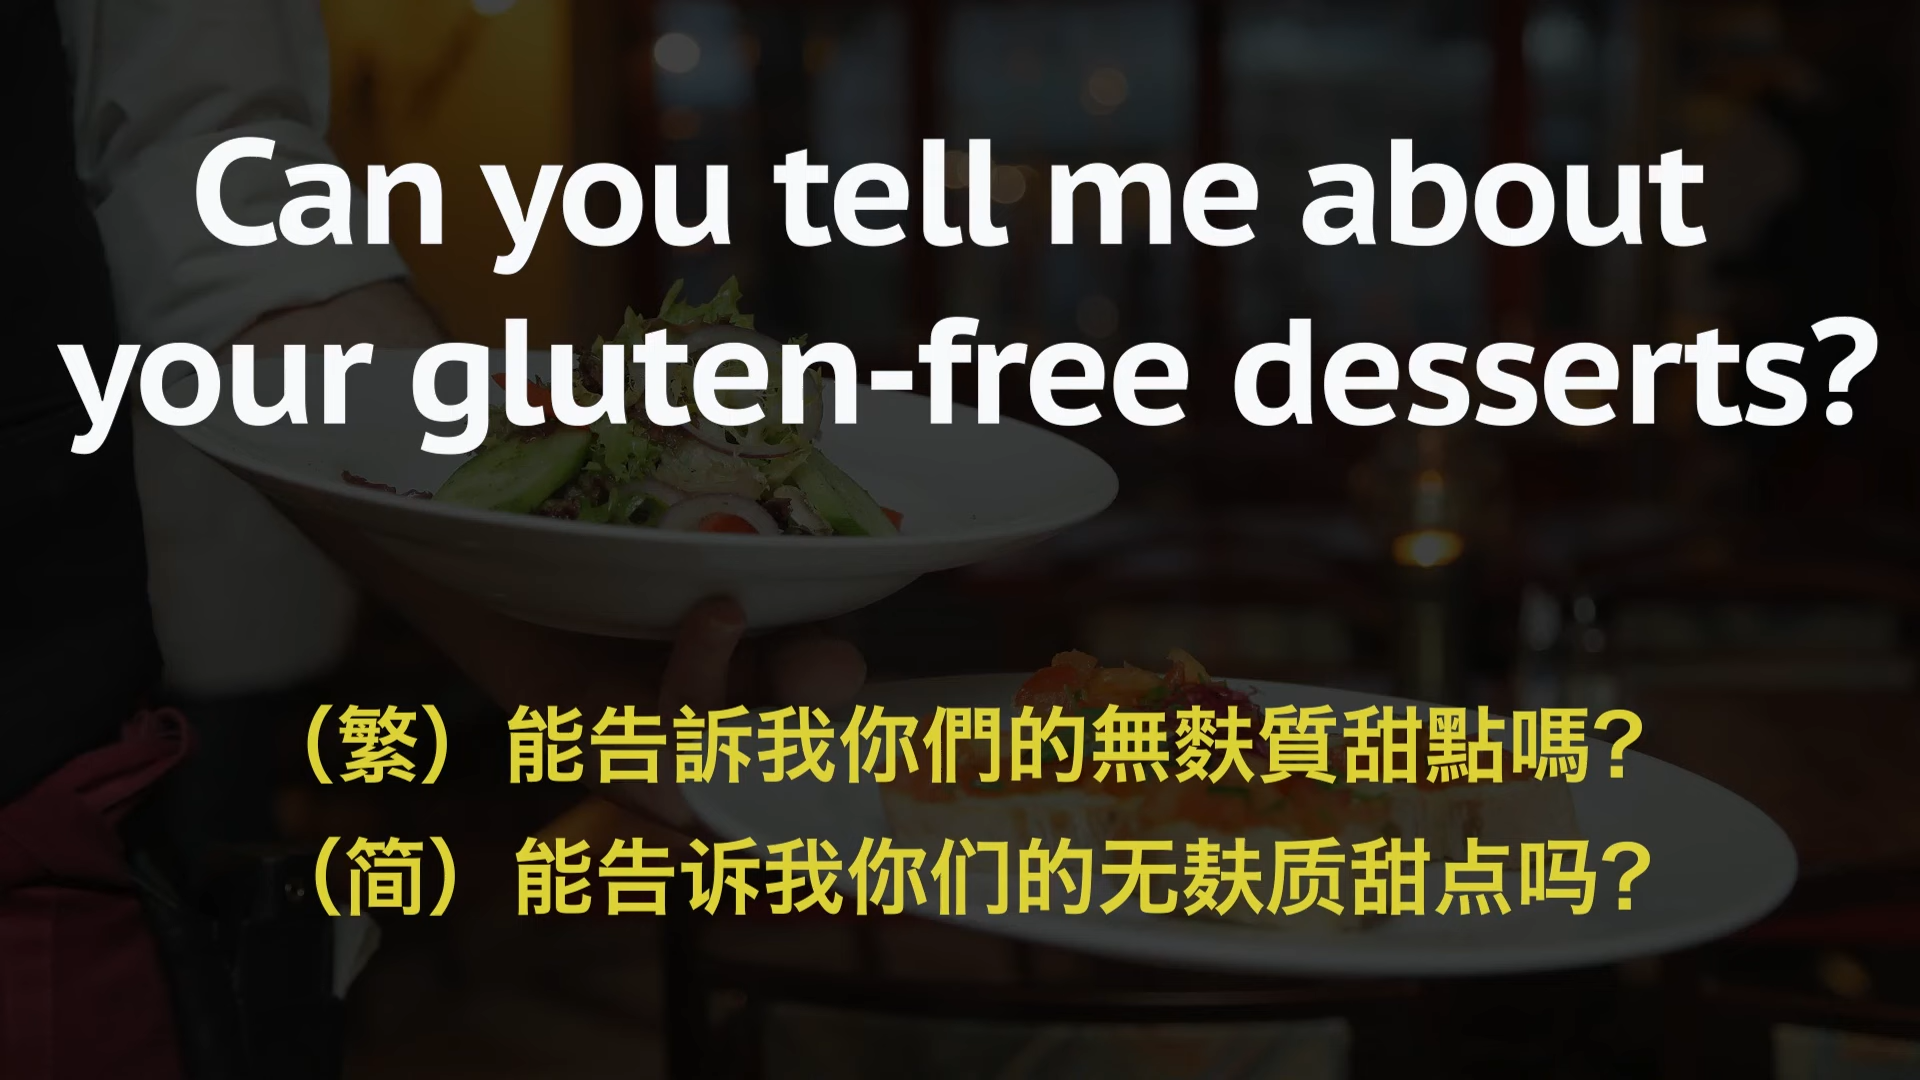 Can you tell me about
your gluten-free desserts?
（繁）能告訴我你們的無麩質甜點嗎？
（简）能告诉我你们的无麸质甜点吗？